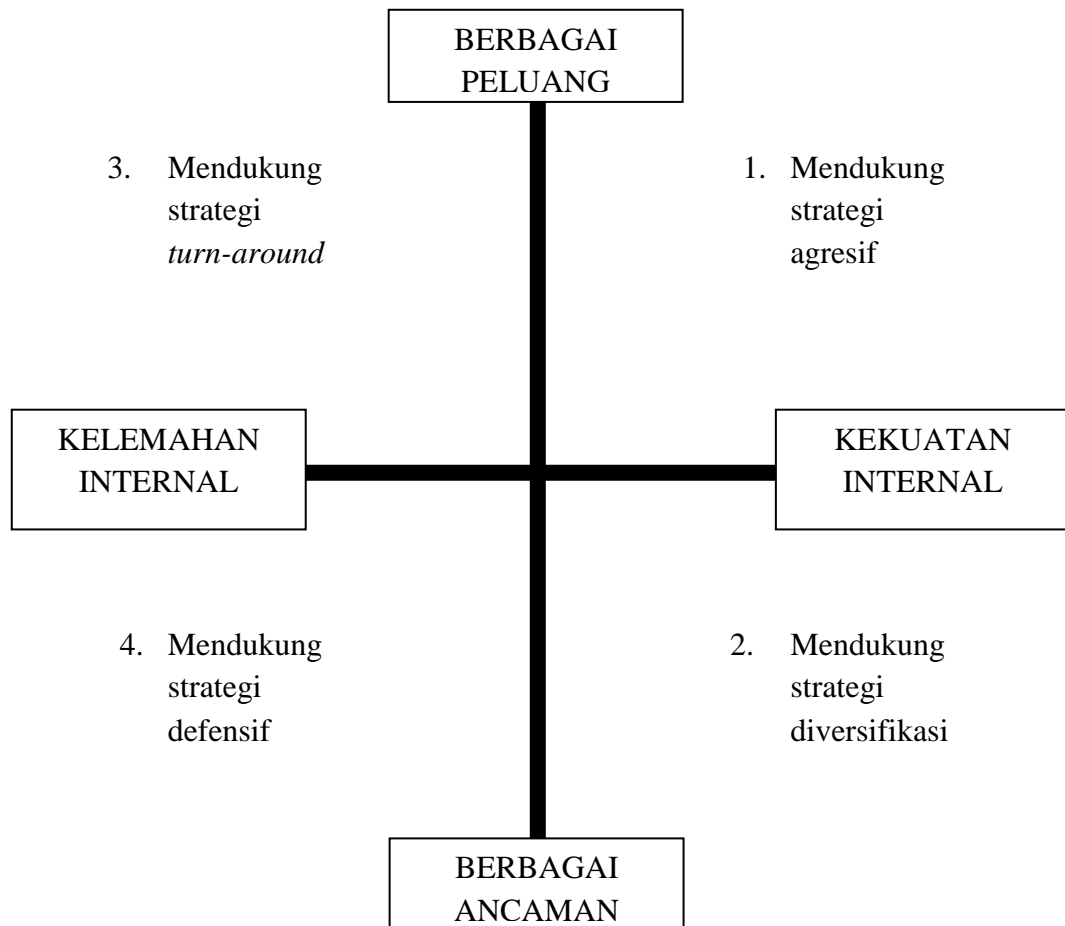 BERBAGAI
PELUANG
3. Mendukung
strategi
turn-around
1. Mendukung
strategi
agresif
KELEMAHAN
INTERNAL
KEKUATAN
INTERNAL
4. Mendukung
strategi
defensif
2. Mendukung
strategi
diversifikasi
BERBAGAI
ANCAMAN